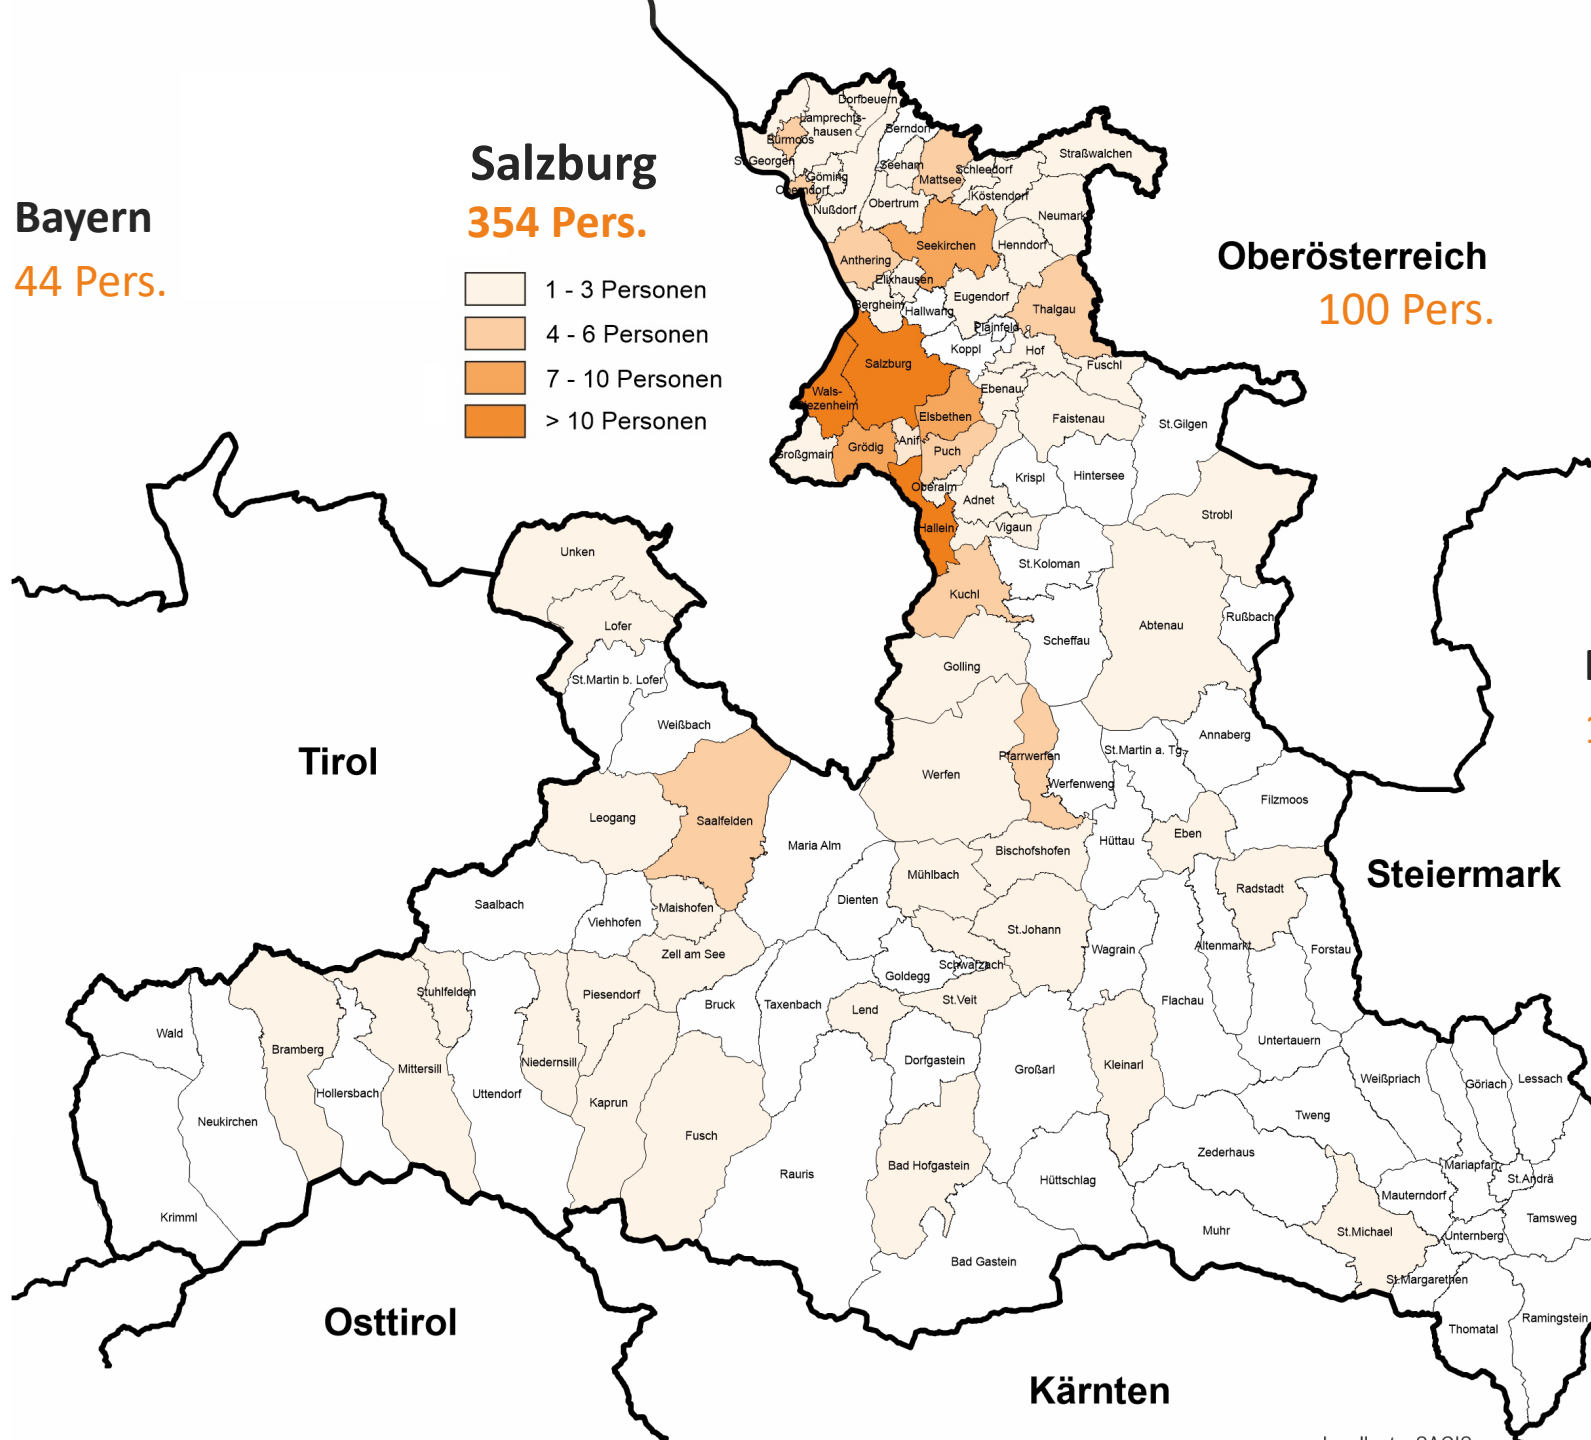 Salzburg
354 Pers.
1 - 3 Personen
4 - 6 Personen
7 - 10 Personen
> 10 Personen
Bayern
44 Pers.
Oberösterreich
100 Pers.
Tirol
Steiermark
Osttirol
Kärnten
Dorfbeuern
Lamprechts-
hausen
Berndorf
Bürmoos
St.Georgen
Göming
Oberndorf
Nußdorf
Seeham
Mattsee
Schleedorf
Straßwalchen
Obertrum
Köstendorf
Neumark
Anthering
Seekirchen
Henndorf
Elixhausen
Bergheim
Hallwang
Eugendorf
Thalgau
Plainfeld
Koppl
Hof
Fuschl
Salzburg
Wals-
Siezenheim
Ebenau
Elsbethen
Faistenau
St.Gilgen
Großgmain
Grödig
Anif
Puch
Krispl
Hintersee
Oberalm
Adnet
Strobl
Hallein
Vigaun
St.Koloman
Kuchl
Scheffau
Abtenau
Rußbach
Golling
Unken
Lofer
St.Martin b. Lofer
Weißbach
Werfen
Pfarrwerfen
Werfenweng
St.Martin a. Tg.
Annaberg
Filzmoos
Leogang
Saalfelden
Maria Alm
Bischofshofen
Hüttau
Eben
Mühlbach
Radstadt
Saalbach
Viehhofen
Maishofen
Dienten
St.Johann
Wagrain
Altenmarkt
Forstau
Zell am See
Goldegg
Schwarzach
Stuhlfelden
Piesendorf
Bruck
Taxenbach
Lend
St.Veit
Flachau
Wald
Bramberg
Hollersbach
Mittersill
Uttendorf
Niedernsill
Kaprun
Fusch
Dorfgastein
Großarl
Kleinarl
Untertauern
Weißpriach
Göriach
Lessach
Neukirchen
Krimml
Rauris
Bad Hofgastein
Hüttschlag
Tweng
Zederhaus
Mariapfarr
St.Andrä
Mauterndorf
Muhr
St.Michael
Unternberg
Tamsweg
Bad Gastein
St.Margarethen
Thomatal
Ramingstein